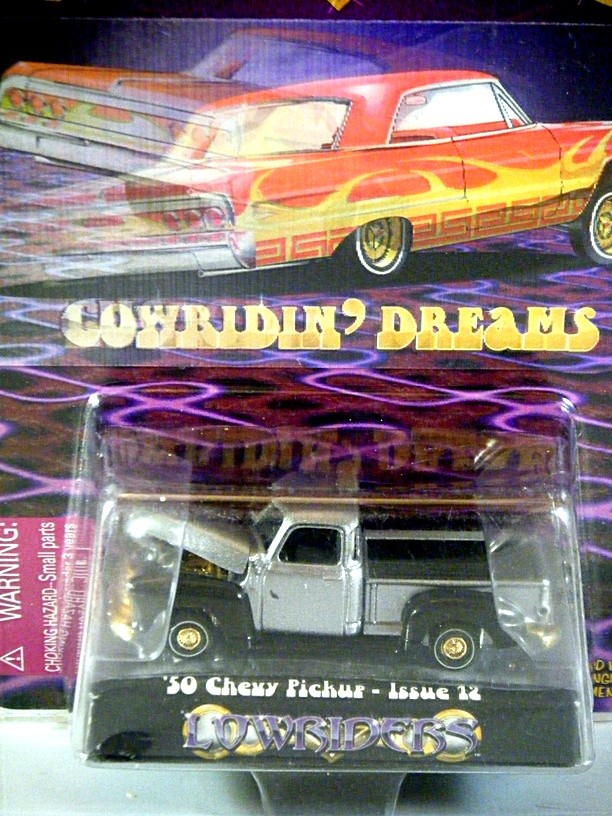 LOWRIDIN' DREAMS
WARNING:
CHOKING HAZARD-Small parts
'50 Chevy Pickup - Issue 12
LOWRIDERS